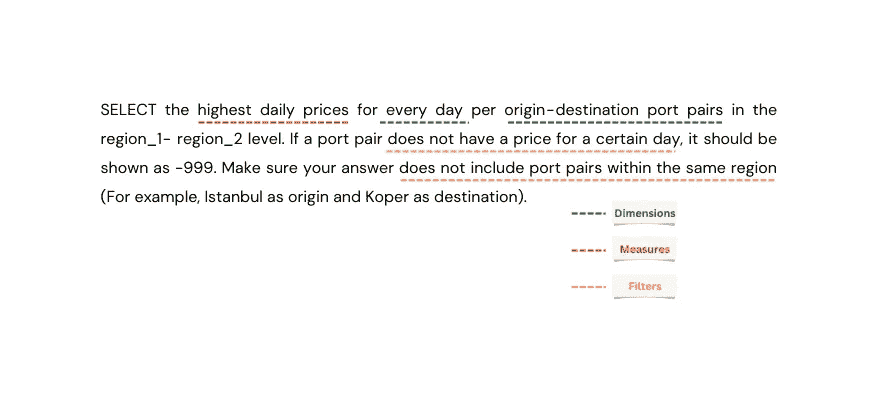 SELECT the highest daily prices for every day per origin-destination port pairs in the
region_1- region_2 level. If a port pair does not have a price for a certain day, it should be
shown as -999. Make sure your answer does not include port pairs within the same region
(For example, Istanbul as origin and Koper as destination).
Dimensions
Measures
Filters